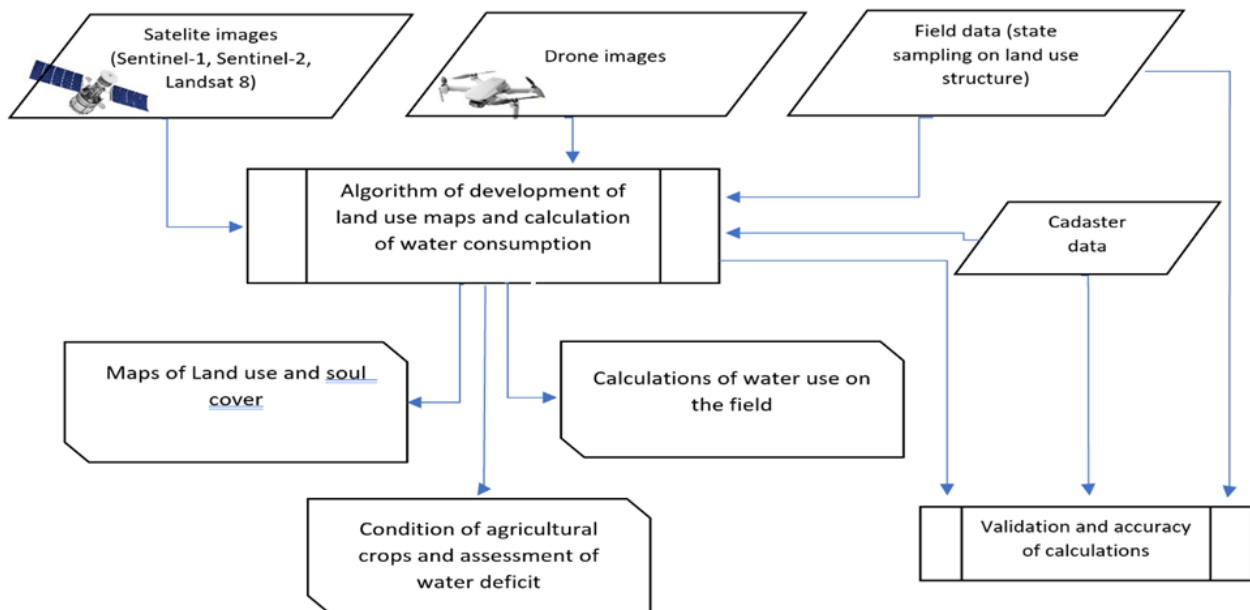 Satelite images
(Sentinel-1, Sentinel-2,
Landsat 8)
Drone images
Field data (state
sampling on land use
structure)
Algorithm of development of
land use maps and calculation
of water consumption
Cadaster
data
Maps of Land use and soul
cover
Calculations of water use on
the field
Condition of agricultural
crops and assessment of
water deficit
Validation and accuracy
of calculations